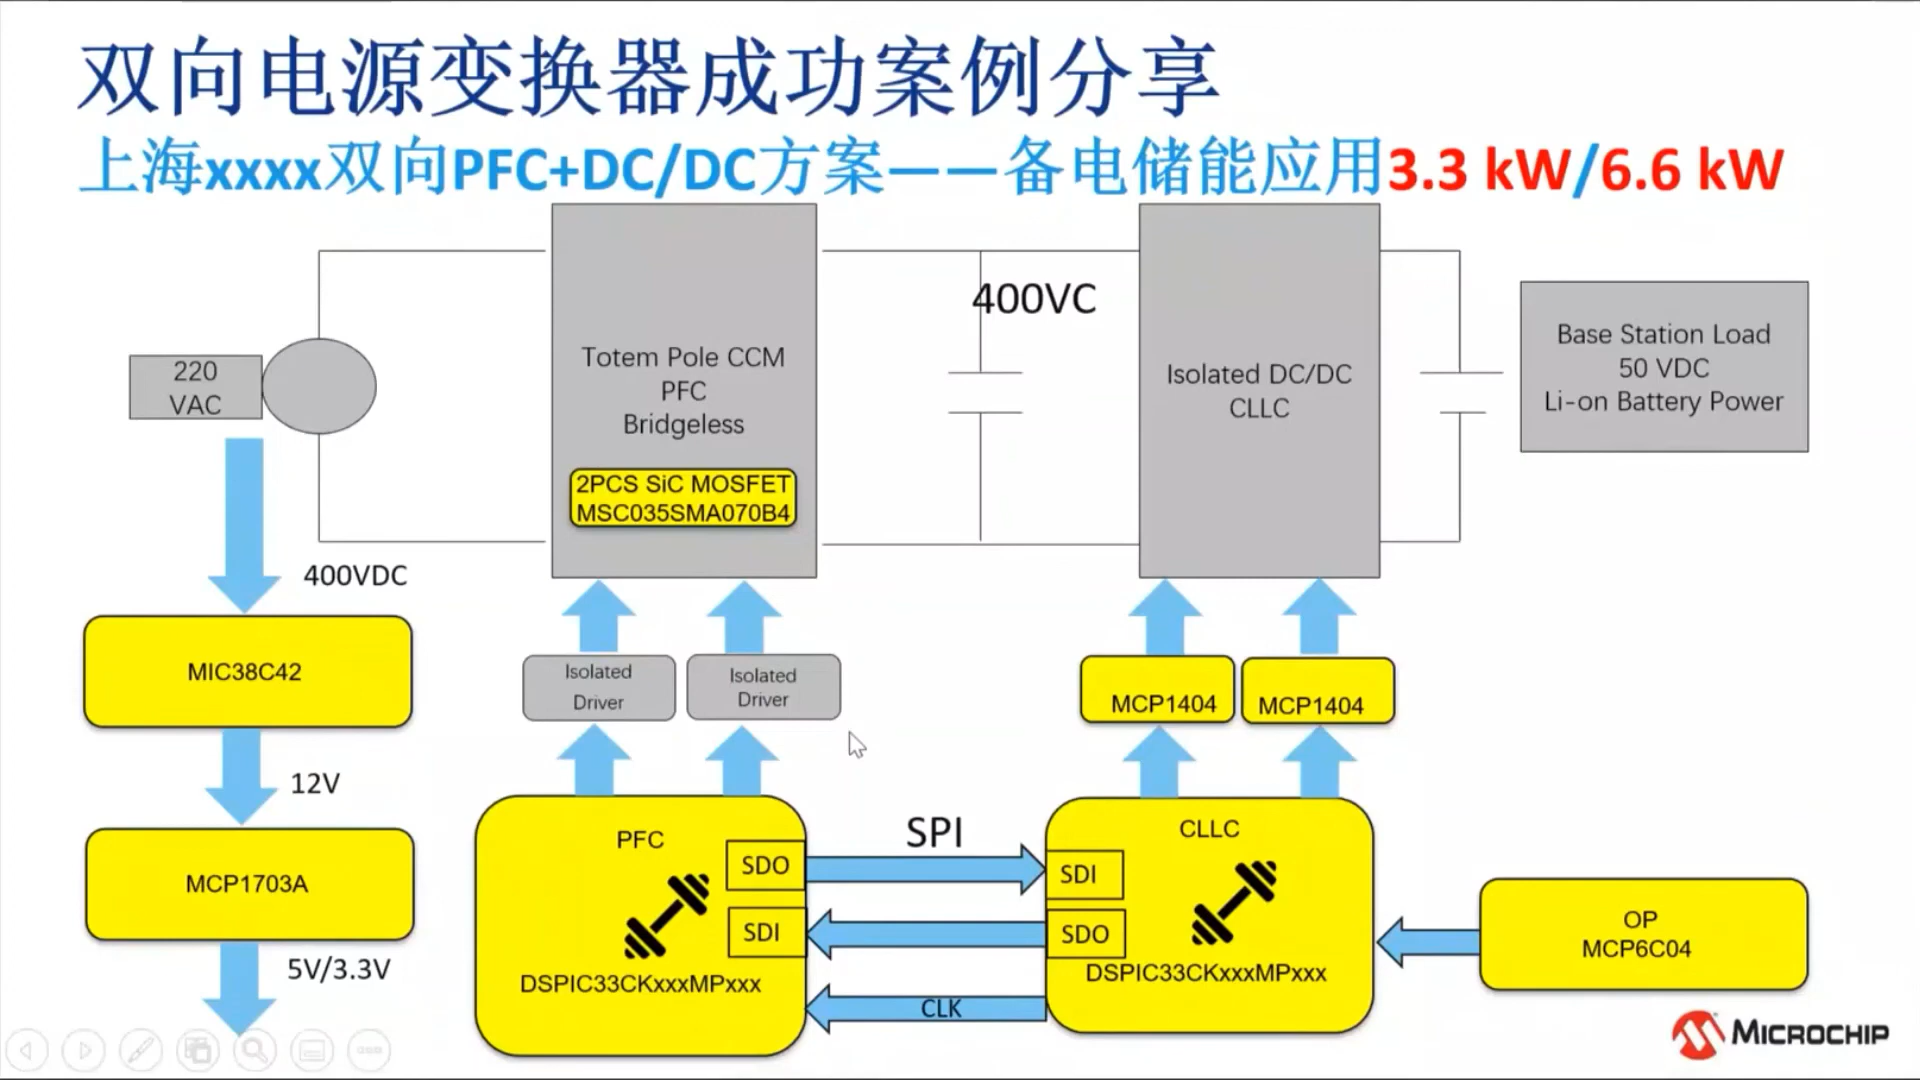 双向电源变换器成功案例分享
上海xxxx双向PFC+DC/DC方案——备电储能应用3.3 kW/6.6 kW
400VC
220
VAC
Totem Pole CCM
PFC
Bridgeless
2PCS SiC MOSFET
MSC035SMA070B4
Isolated DC/DC
CLLC
Base Station Load
50 VDC
Li-on Battery Power
400VDC
MIC38C42
12V
MCP1703A
5V/3.3V
Isolated
Driver
Isolated
Driver
MCP1404
MCP1404
PFC
SDO
SDI
DSPIC33CKxxxMPxxx
SPI
CLK
CLLC
SDI
SDO
DSPIC33CKxxxMPxxx
OP
MCP6C04
MICROCHIP